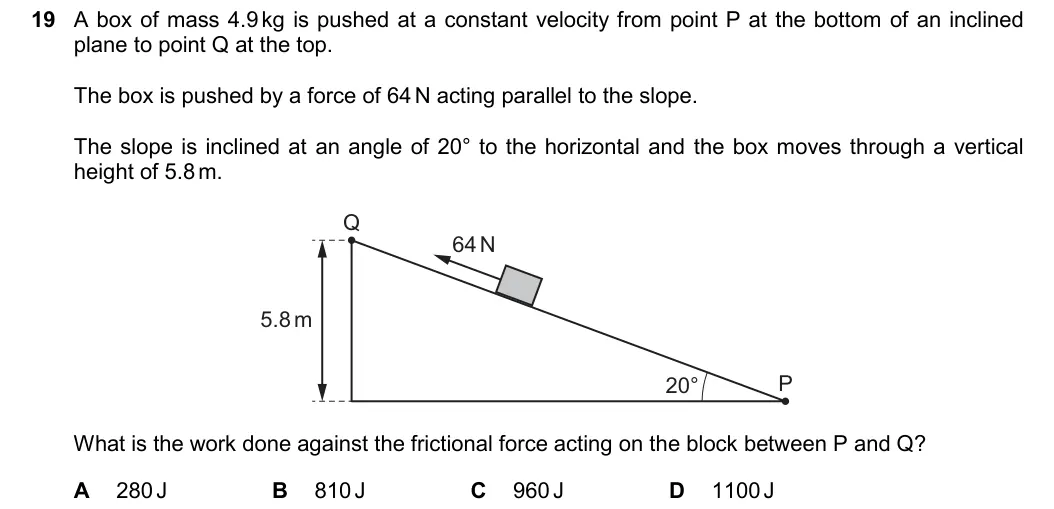 19 A box of mass 4.9 kg is pushed at a constant velocity from point P at the bottom of an inclined
plane to point Q at the top.
The box is pushed by a force of 64 N acting parallel to the slope.
The slope is inclined at an angle of 20° to the horizontal and the box moves through a vertical
height of 5.8 m.
Q
64 N
5.8 m
20°
P
What is the work done against the frictional force acting on the block between P and Q?
A 280 J B 810 J C 960 J D 1100 J